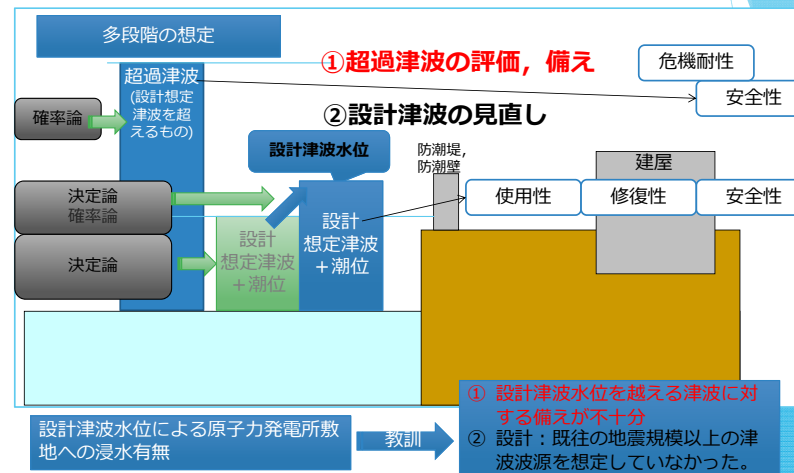 多段階の想定
①超過津波の評価，備え
危機耐性
超過津波
(設計想定
津波を超
えるもの)
安全性
確率論
②設計津波の見直し
設計津波水位
防潮堤，
防潮壁
建屋
決定論
確率論
使用性
修復性
安全性
設計
想定津波
＋潮位
設計
想定津波
＋潮位
決定論
① 設計津波水位を越える津波に対
する備えが不十分
② 設計：既往の地震規模以上の津
波波源を想定していなかった。
設計津波水位による原子力発電所敷
地への浸水有無
教訓